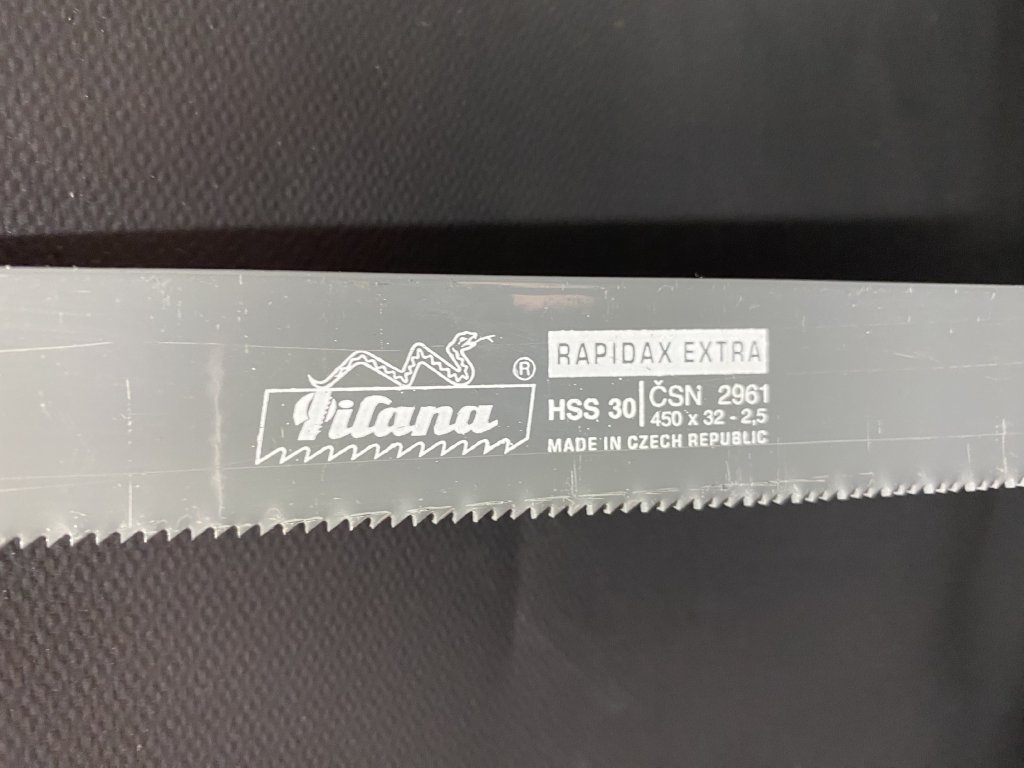 Pilana ®
RAPIDAX EXTRA
HSS 30 | ČSN 2961
450 x 32 - 2,5
MADE IN CZECH REPUBLIC